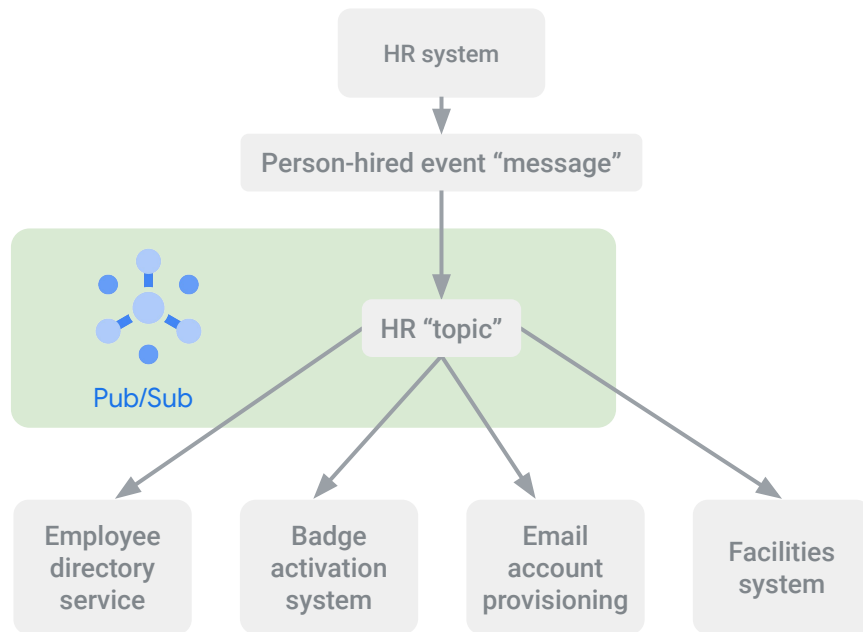 HR system
Person-hired event “message”
HR “topic”
Pub/Sub
Employee
directory
service
Badge
activation
system
Email
account
provisioning
Facilities
system